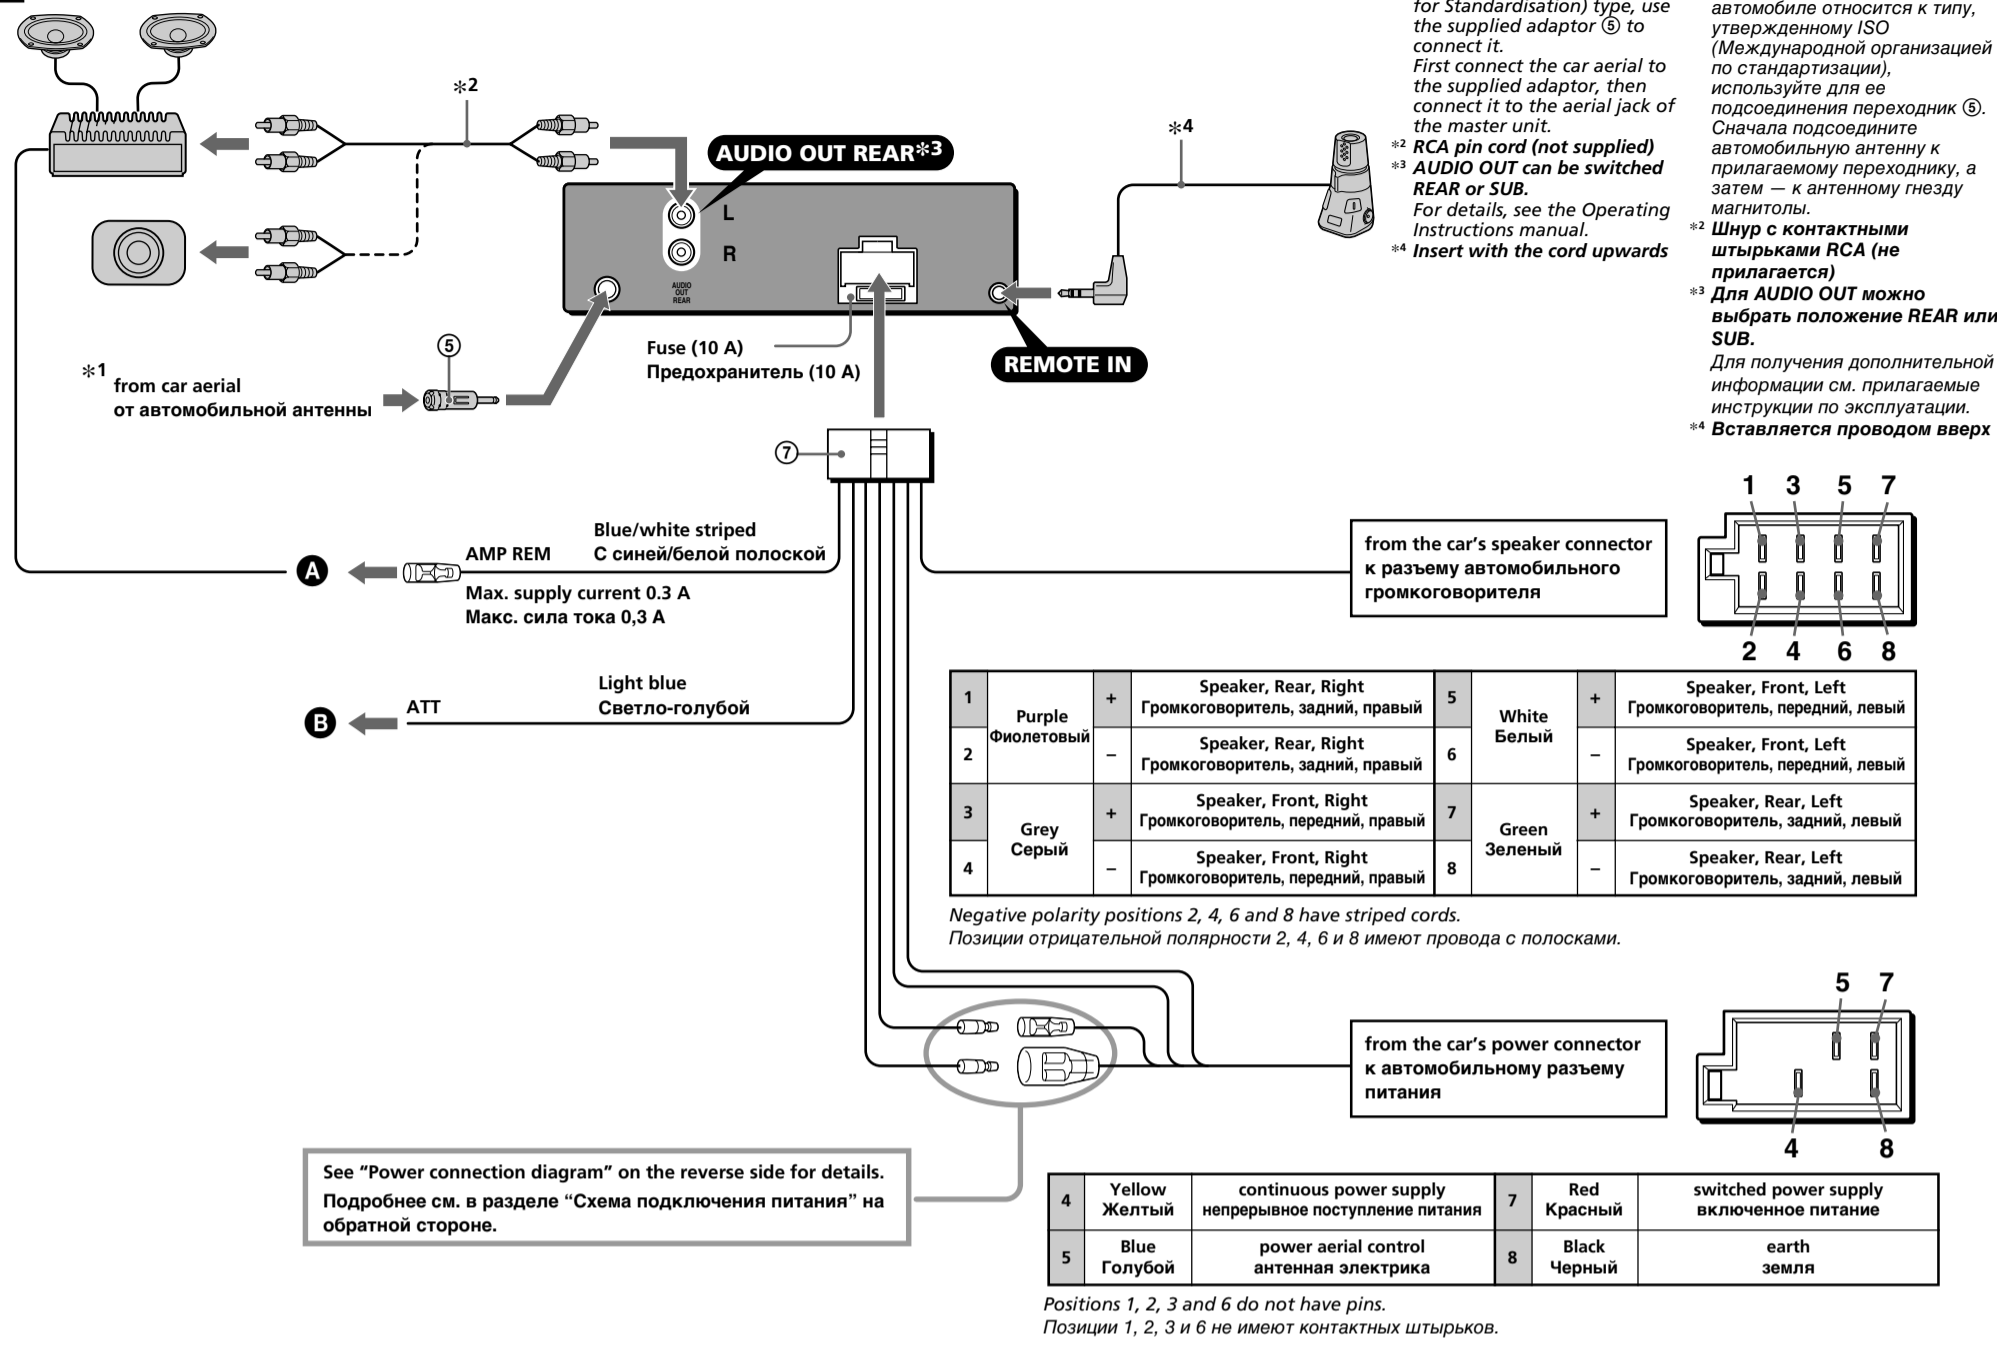 for Standardisation) type, use
the supplied adaptor ⑤ to
connect it.
First connect the car aerial to
the supplied adaptor, then
connect it to the aerial jack of
the master unit.
*2 RCA pin cord (not supplied)
*3 AUDIO OUT can be switched
REAR or SUB.
For details, see the Operating
Instructions manual.
*4 Insert with the cord upwards
автомобиле относится к типу,
утвержденному ISO
(Международной организацией
по стандартизации),
используйте для ее
подсоединения переходник ⑤.
Сначала подсоедините
автомобильную антенну к
прилагаемому переходнику, а
затем — к антенному гнезду
магнитолы.
*2 Шнур с контактными
штырьками RCA (не
прилагается)
*3 Для AUDIO OUT можно
выбрать положение REAR или
SUB.
Для получения дополнительной
информации см. прилагаемые
инструкции по эксплуатации.
*4 Вставляется проводом вверх
*2
AUDIO OUT REAR*3
*4
L
R
AUDIO
OUT
REAR
Fuse (10 A)
Предохранитель (10 A)
REMOTE IN
*1
from car aerial
от автомобильной антенны
⑤
⑦
A
AMP REM
Blue/white striped
С синей/белой полоской
Max. supply current 0.3 A
Макс. сила тока 0,3 A
B
ATT
Light blue
Светло-голубой
from the car's speaker connector
к разъему автомобильного
громкоговорителя
1 3 5 7
2 4 6 8
1 Purple Фиолетовый + Speaker, Rear, Right Громкоговоритель, задний, правый 5 White Белый + Speaker, Front, Left Громкоговоритель, передний, левый
2 – Speaker, Rear, Right Громкоговоритель, задний, правый 6 – Speaker, Front, Left Громкоговоритель, передний, левый
3 Grey Серый + Speaker, Front, Right Громкоговоритель, передний, правый 7 Green Зеленый + Speaker, Rear, Left Громкоговоритель, задний, левый
4 – Speaker, Front, Right Громкоговоритель, передний, правый 8 – Speaker, Rear, Left Громкоговоритель, задний, левый
Negative polarity positions 2, 4, 6 and 8 have striped cords.
Позиции отрицательной полярности 2, 4, 6 и 8 имеют провода с полосками.
from the car's power connector
к автомобильному разъему
питания
5 7
4 8
See “Power connection diagram” on the reverse side for details.
Подробнее см. в разделе “Схема подключения питания” на
обратной стороне.
4 Yellow Желтый continuous power supply непрерывное поступление питания 7 Red Красный switched power supply включенное питание
5 Blue Голубой power aerial control антенная электрика 8 Black Черный earth земля
Positions 1, 2, 3 and 6 do not have pins.
Позиции 1, 2, 3 и 6 не имеют контактных штырьков.